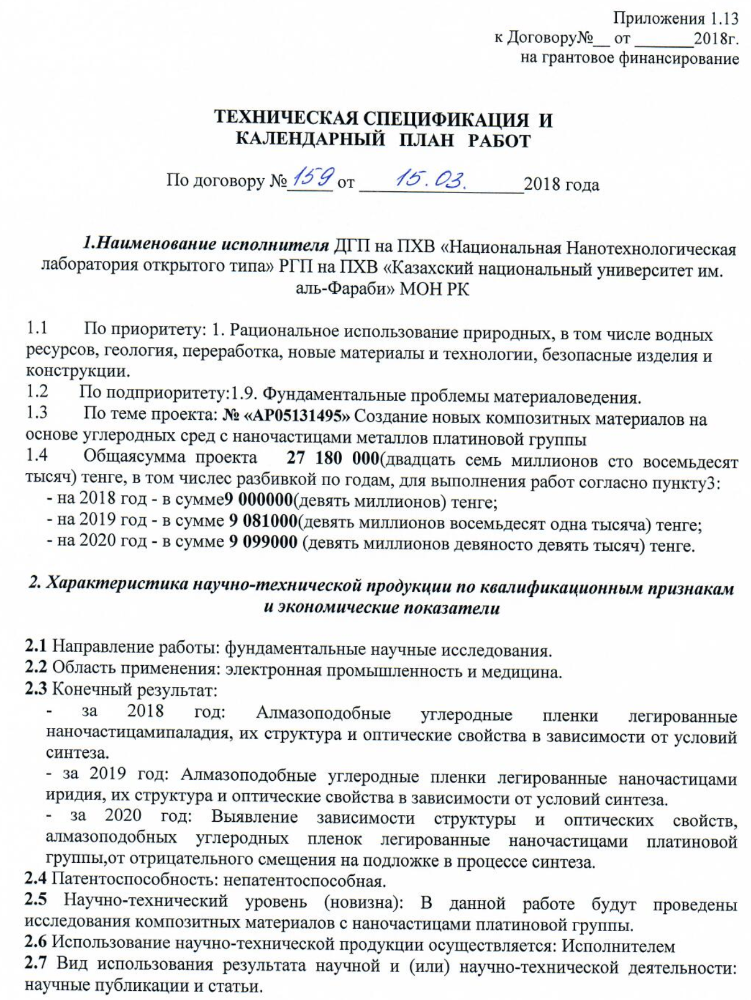 Приложения 1.13
к Договору№__ от _______2018г.
на грантовое финансирование
ТЕХНИЧЕСКАЯ СПЕЦИФИКАЦИЯ И
КАЛЕНДАРНЫЙ ПЛАН РАБОТ
По договору № 159 от 15.03. 2018 года
1.Наименование исполнителя ДГП на ПХВ «Национальная Нанотехнологическая
лаборатория открытого типа» РГП на ПХВ «Казахский национальный университет им.
аль-Фараби» МОН РК
1.1 По приоритету: 1. Рациональное использование природных, в том числе водных
ресурсов, геология, переработка, новые материалы и технологии, безопасные изделия и
конструкции.
1.2 По подприоритету:1.9. Фундаментальные проблемы материаловедения.
1.3 По теме проекта: № «АР05131495» Создание новых композитных материалов на
основе углеродных сред с наночастицами металлов платиновой группы
1.4 Общаясумма проекта 27 180 000(двадцать семь миллионов сто восемьдесят
тысяч) тенге, в том числес разбивкой по годам, для выполнения работ согласно пункту3:
- на 2018 год - в сумме9 000000(девять миллионов) тенге;
- на 2019 год - в сумме 9 081000(девять миллионов восемьдесят одна тысяча) тенге;
- на 2020 год - в сумме 9 099000 (девять миллионов девяносто девять тысяч) тенге.
2. Характеристика научно-технической продукции по квалификационным признакам
и экономические показатели
2.1 Направление работы: фундаментальные научные исследования.
2.2 Область применения: электронная промышленность и медицина.
2.3 Конечный результат:
- за 2018 год: Алмазоподобные углеродные пленки легированные
наночастицамипаладия, их структура и оптические свойства в зависимости от условий
синтеза.
- за 2019 год: Алмазоподобные углеродные пленки легированные наночастицами
иридия, их структура и оптические свойства в зависимости от условий синтеза.
- за 2020 год: Выявление зависимости структуры и оптических свойств,
алмазоподобных углеродных пленок легированные наночастицами платиновой
группы,от отрицательного смещения на подложке в процессе синтеза.
2.4 Патентоспособность: непатентоспособная.
2.5 Научно-технический уровень (новизна): В данной работе будут проведены
исследования композитных материалов с наночастицами платиновой группы.
2.6 Использование научно-технической продукции осуществляется: Исполнителем
2.7 Вид использования результата научной и (или) научно-технической деятельности:
научные публикации и статьи.